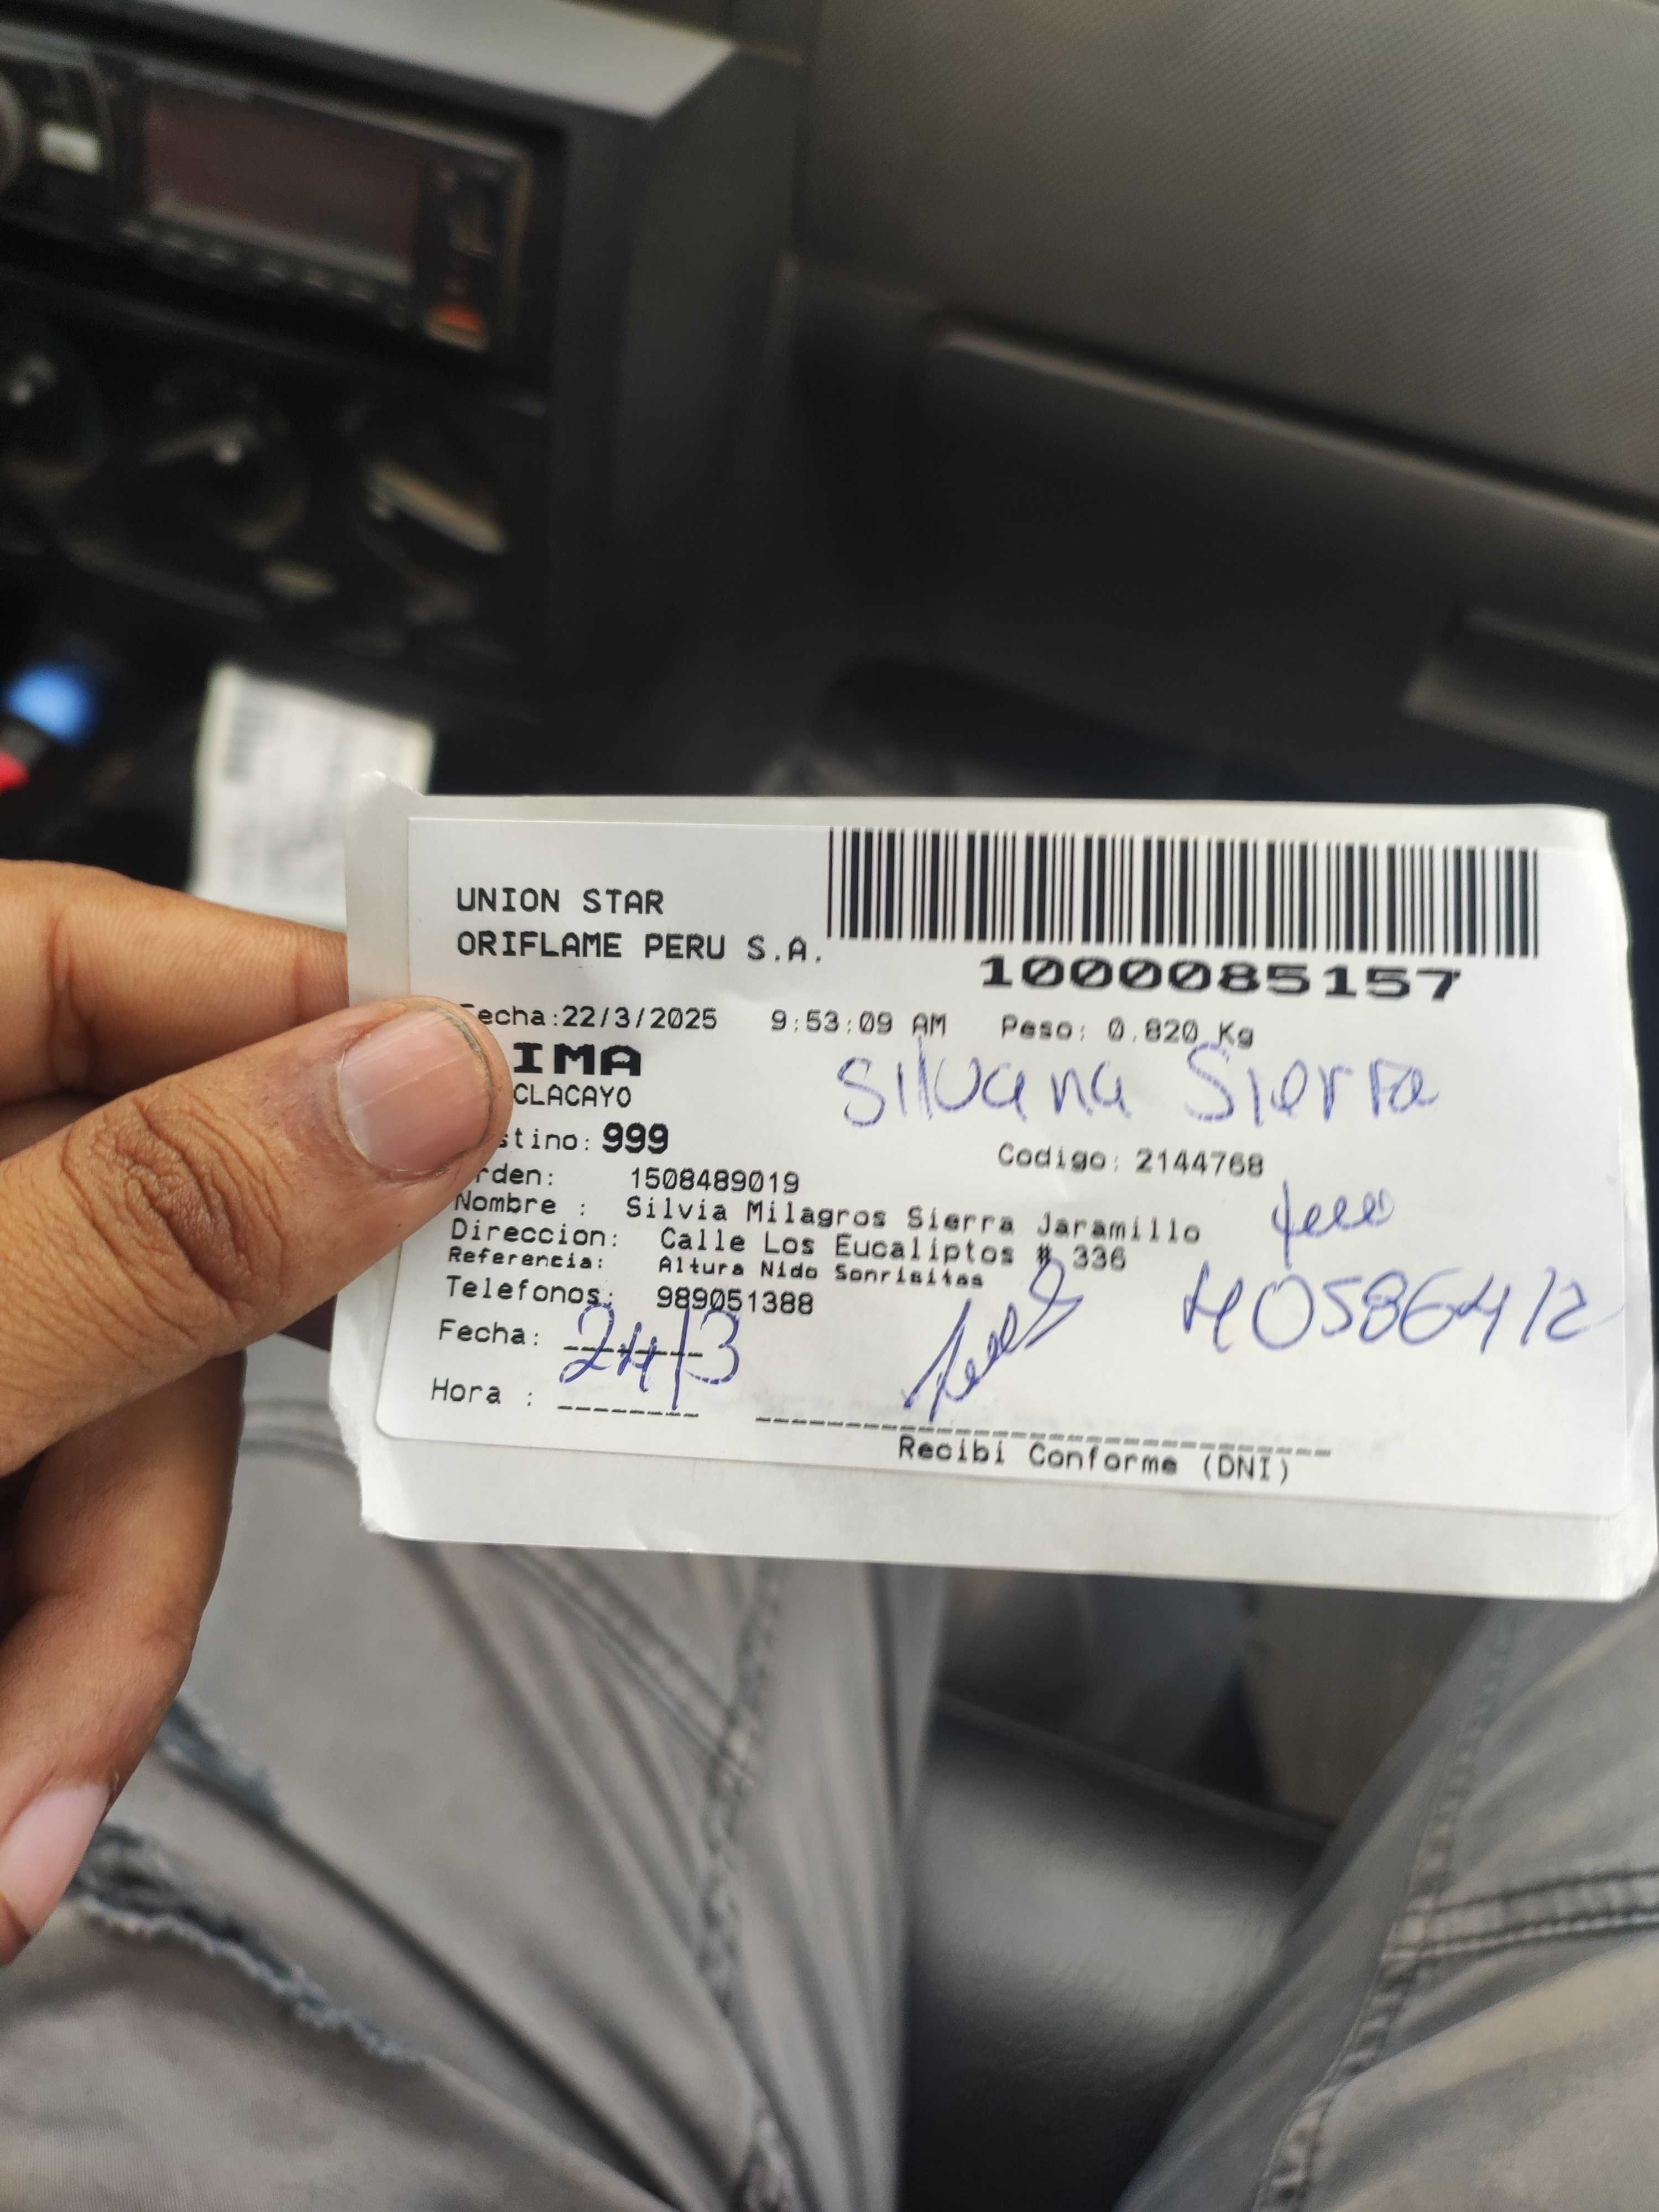 UNION STAR
ORIFLAME PERU S.A.
1000085157
echa:22/3/2025 9:53:09 AM Peso: 0.820 Kg
IMA
CLACAYO
Silvana Sierra
stino: 999
Codigo: 2144768
rden: 1508489019
Nombre : Silvia Milagros Sierra Jaramillo
Direccion: Calle Los Eucaliptos # 336
Referencia: Altura Nido Sonrisitas
Telefonos: 989051388
40586412
Fecha: 24/3
Hora :
Recibi Conforme (DNI)